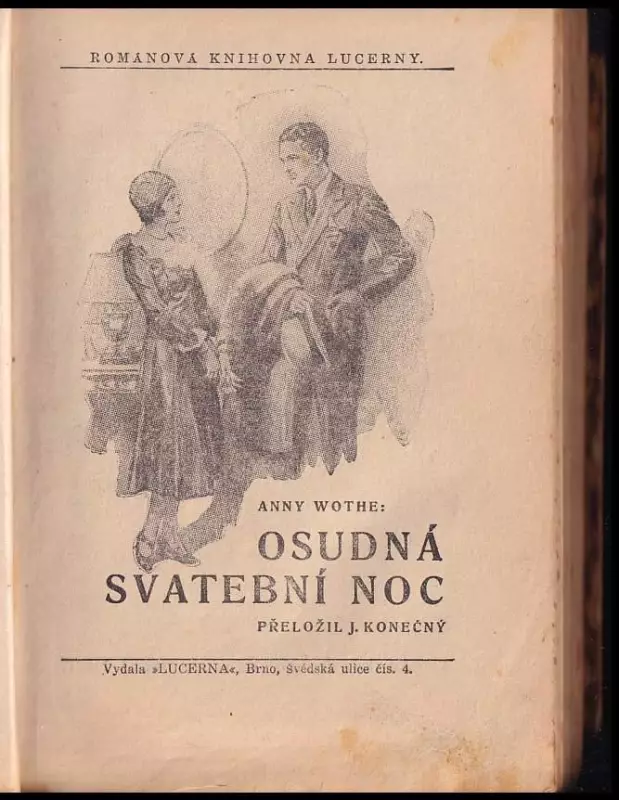 ROMÁNOVÁ KNIHOVNA LUCERNY.
ANNY WOTHE:
OSUDNÁ
SVATEBNÍ NOC
PŘELOŽIL J. KONEČNÝ
Vydala »LUCERNA«, Brno, Švédská ulice čís. 4.